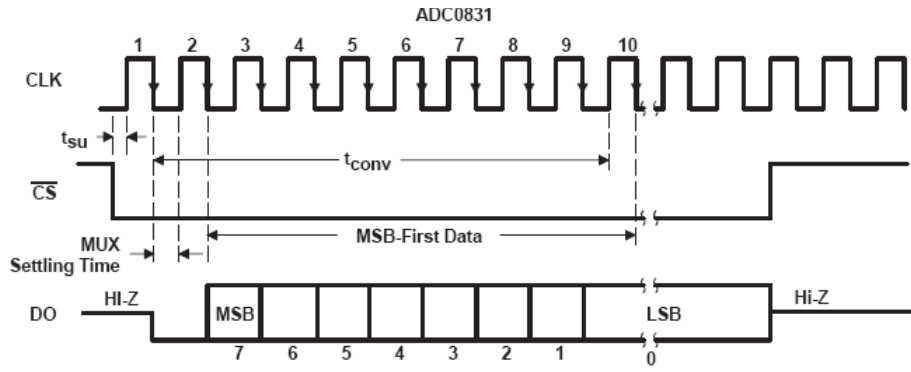 ADC0831
1 2 3 4 5 6 7 8 9 10
CLK
tsu
tconv
CS
MSB-First Data
MUX
Settling Time
HI-Z
Hi-Z
DO
MSB
LSB
7 6 5 4 3 2 1 0